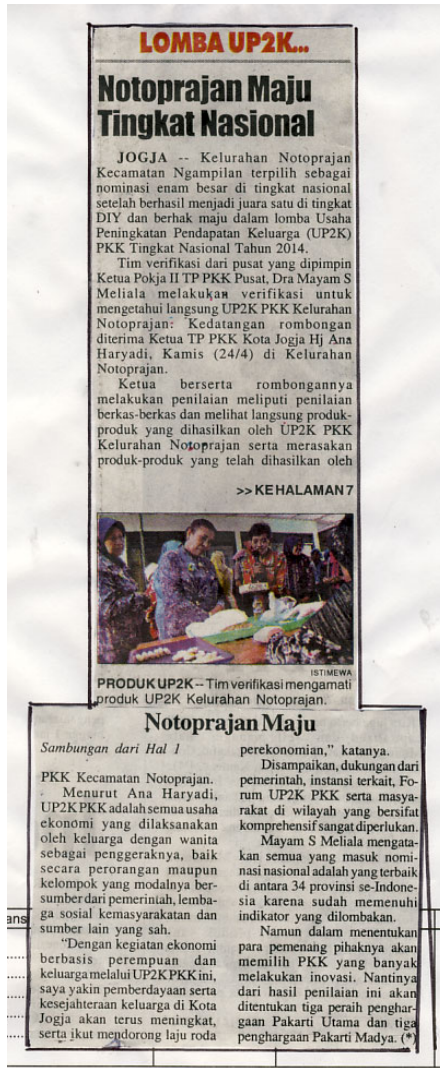 LOMBA UP2K...
Notoprajan Maju
Tingkat Nasional
JOGJA -- Kelurahan Notoprajan
Kecamatan Ngampilan terpilih sebagai
nominasi enam besar di tingkat nasional
setelah berhasil menjadi juara satu di tingkat
DIY dan berhak maju dalam lomba Usaha
Peningkatan Pendapatan Keluarga (UP2K)
PKK Tingkat Nasional Tahun 2014.
Tim verifikasi dari pusat yang dipimpin
Ketua Pokja II TP PKK Pusat, Dra Mayam S
Meliala melakukan verifikasi untuk
mengetahui langsung UP2K PKK Kelurahan
Notoprajan. Kedatangan rombongan
diterima Ketua TP PKK Kota Jogja Hj Ana
Haryadi, Kamis (24/4) di Kelurahan
Notoprajan.
Ketua berserta rombongannya
melakukan penilaian meliputi penilaian
berkas-berkas dan melihat langsung produk-
produk yang dihasilkan oleh UP2K PKK
Kelurahan Notoprajan serta merasakan
produk-produk yang telah dihasilkan oleh
>> KE HALAMAN 7
ISTIMEWA
PRODUK UP2K -- Tim verifikasi mengamati
produk UP2K Kelurahan Notoprajan.
Notoprajan Maju
Sambungan dari Hal 1
PKK Kecamatan Notoprajan.
Menurut Ana Haryadi,
UP2K PKK adalah semua usaha
ekonomi yang dilaksanakan
oleh keluarga dengan wanita
sebagai penggeraknya, baik
secara perorangan maupun
kelompok yang modalnya ber-
sumber dari pemerintah, lemba-
ga sosial kemasyarakatan dan
sumber lain yang sah.
"Dengan kegiatan ekonomi
berbasis perempuan dan
keluarga melalui UP2K PKK ini,
saya yakin pemberdayaan serta
kesejahteraan keluarga di Kota
Jogja akan terus meningkat,
serta ikut mendorong laju roda
perekonomian," katanya.
Disampaikan, dukungan dari
pemerintah, instansi terkait, Fo-
rum UP2K PKK serta masya-
rakat di wilayah yang bersifat
komprehensif sangat diperlukan.
Mayam S Meliala mengata-
kan semua yang masuk nomi-
nasi nasional adalah yang terbaik
di antara 34 provinsi se-Indone-
sia karena sudah memenuhi
indikator yang dilombakan.
Namun dalam menentukan
para pemenang pihaknya akan
memilih PKK yang banyak
melakukan inovasi. Nantinya
dari hasil penilaian ini akan
ditentukan tiga peraih penghar-
gaan Pakarti Utama dan tiga
penghargaan Pakarti Madya. (*)